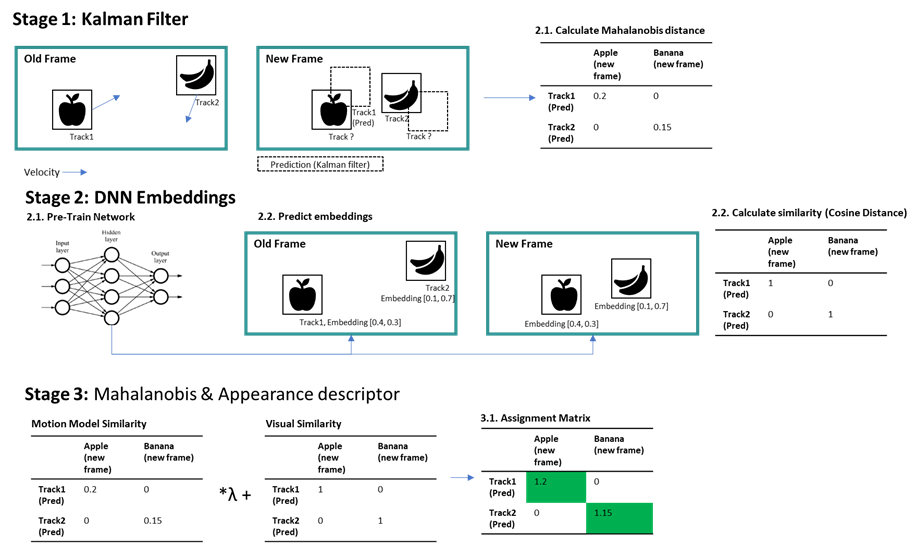 Stage 1: Kalman Filter
Old Frame
Track2
Track1
Velocity
New Frame
Track1
(Pred)
Track2
Track ?
Track ?
Prediction (Kalman filter)
2.1. Calculate Mahalanobis distance
Apple
(new
frame)
Banana
(new frame)
Track1
(Pred)
0.2
0
Track2
(Pred)
0
0.15
Stage 2: DNN Embeddings
2.1. Pre-Train Network
Input
layer
Hidden
layer
Output
layer
2.2. Predict embeddings
Old Frame
Track2
Embedding [0.1, 0.7]
Track1, Embedding [0.4, 0.3]
New Frame
Embedding [0.1, 0.7]
Embedding [0.4, 0.3]
2.2. Calculate similarity (Cosine Distance)
Apple
(new
frame)
Banana
(new frame)
Track1
(Pred)
1
0
Track2
(Pred)
0
1
Stage 3: Mahalanobis & Appearance descriptor
Motion Model Similarity
Apple
(new
frame)
Banana
(new frame)
Track1
(Pred)
0.2
0
Track2
(Pred)
0
0.15
*λ +
Visual Similarity
Apple
(new
frame)
Banana
(new frame)
Track1
(Pred)
1
0
Track2
(Pred)
0
1
3.1. Assignment Matrix
Apple
(new
frame)
Banana
(new frame)
Track1
(Pred)
1.2
0
Track2
(Pred)
0
1.15